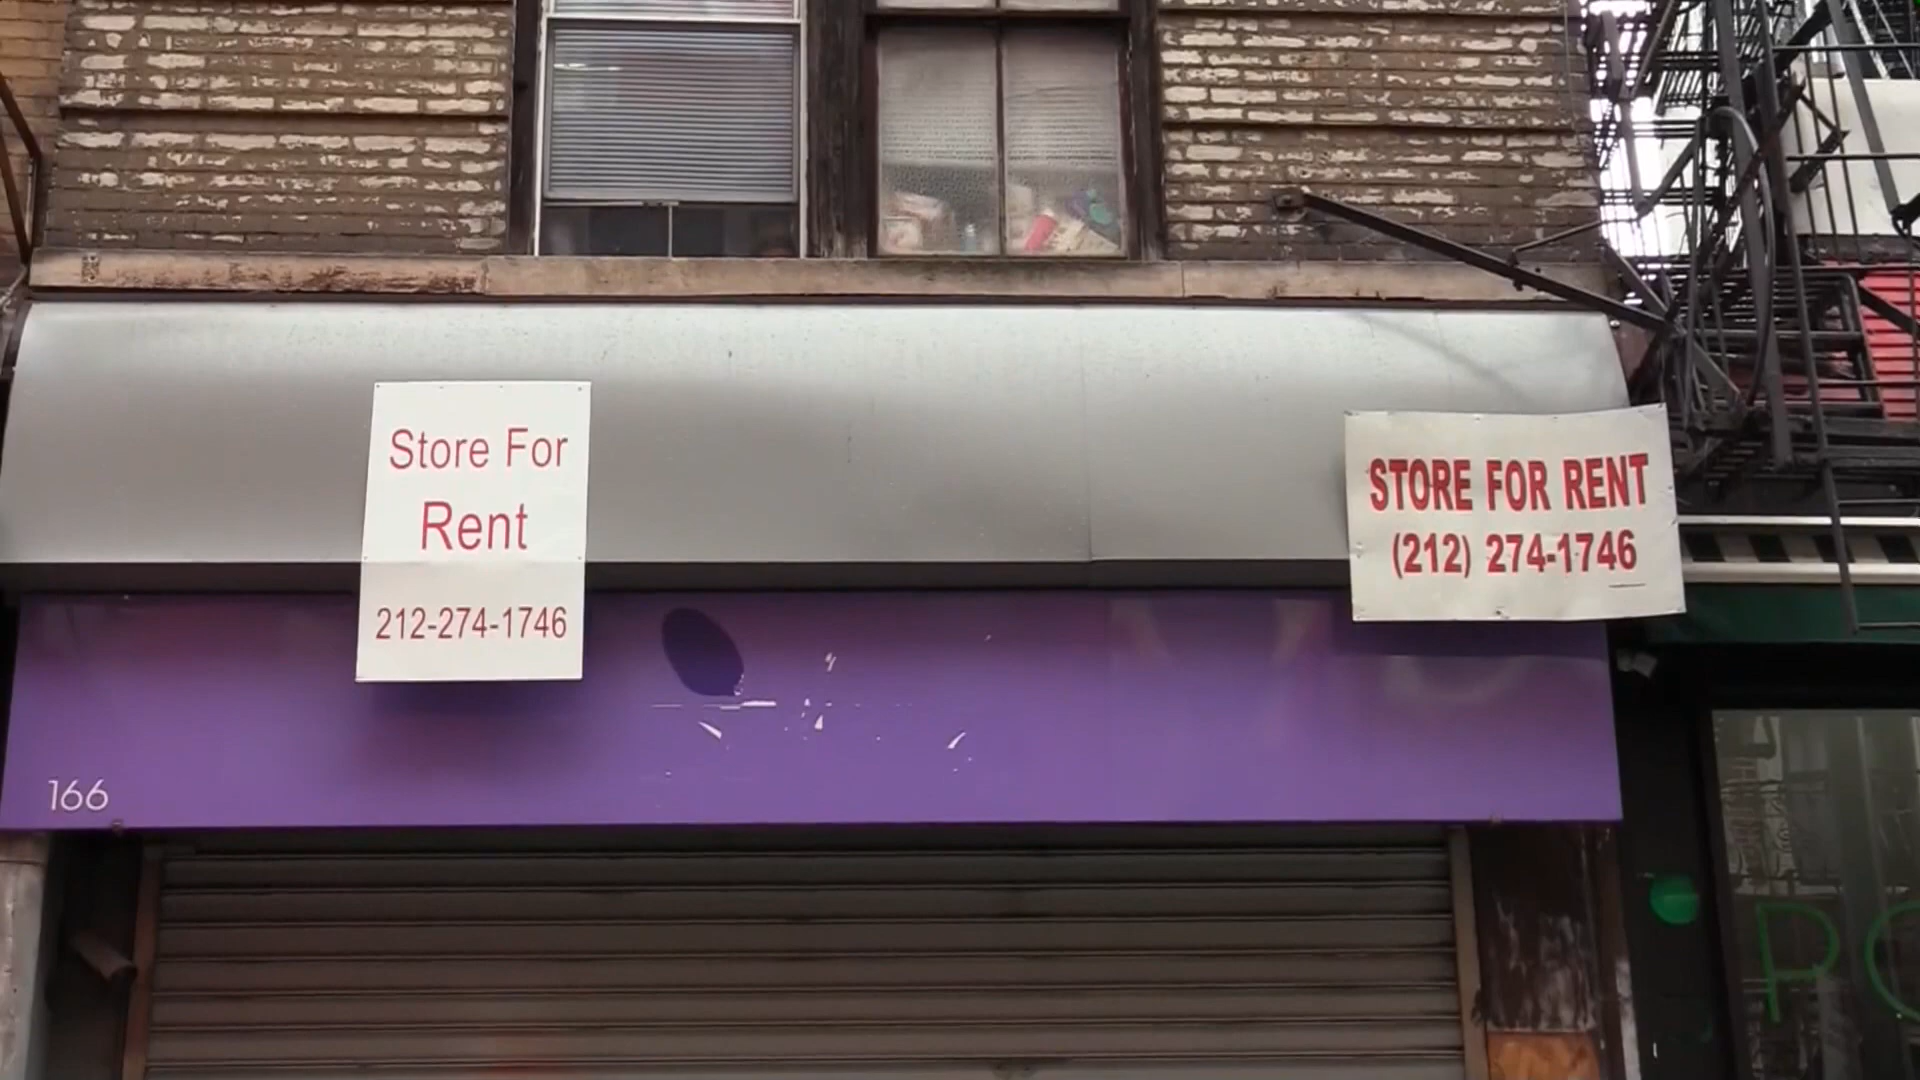 Store For
Rent
212-274-1746
STORE FOR RENT
(212) 274-1746
166